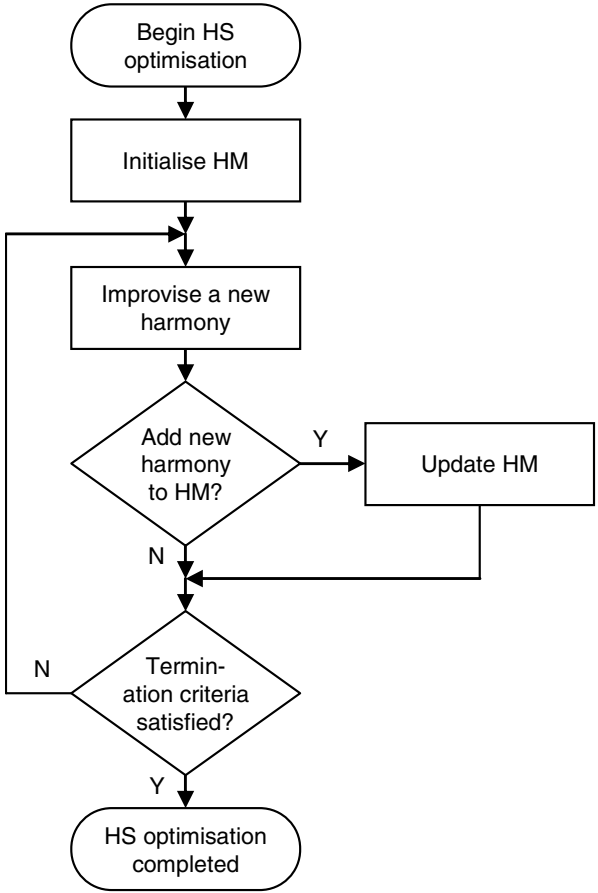 Begin HS
optimisation
Initialise HM
Improvise a new
harmony
Add new
harmony
to HM?
Y
Update HM
N
Termin-
ation criteria
satisfied?
N
Y
HS optimisation
completed